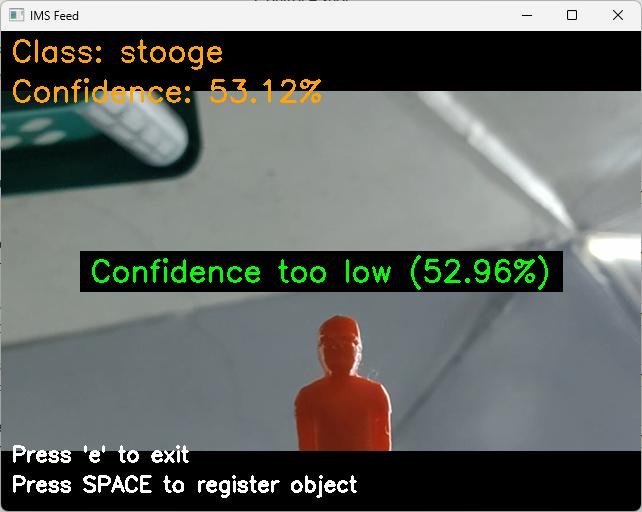 IMS Feed
Class: stooge
Confidence: 53.12%
Confidence too low (52.96%)
Press 'e' to exit
Press SPACE to register object